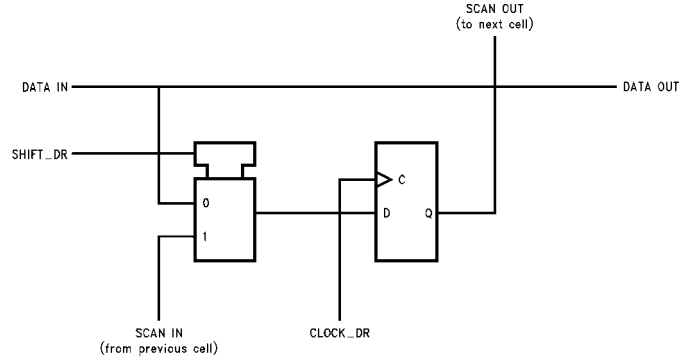 SCAN OUT
(to next cell)
DATA IN
DATA OUT
SHIFT_DR
C
0
D
Q
1
SCAN IN
(from previous cell)
CLOCK_DR